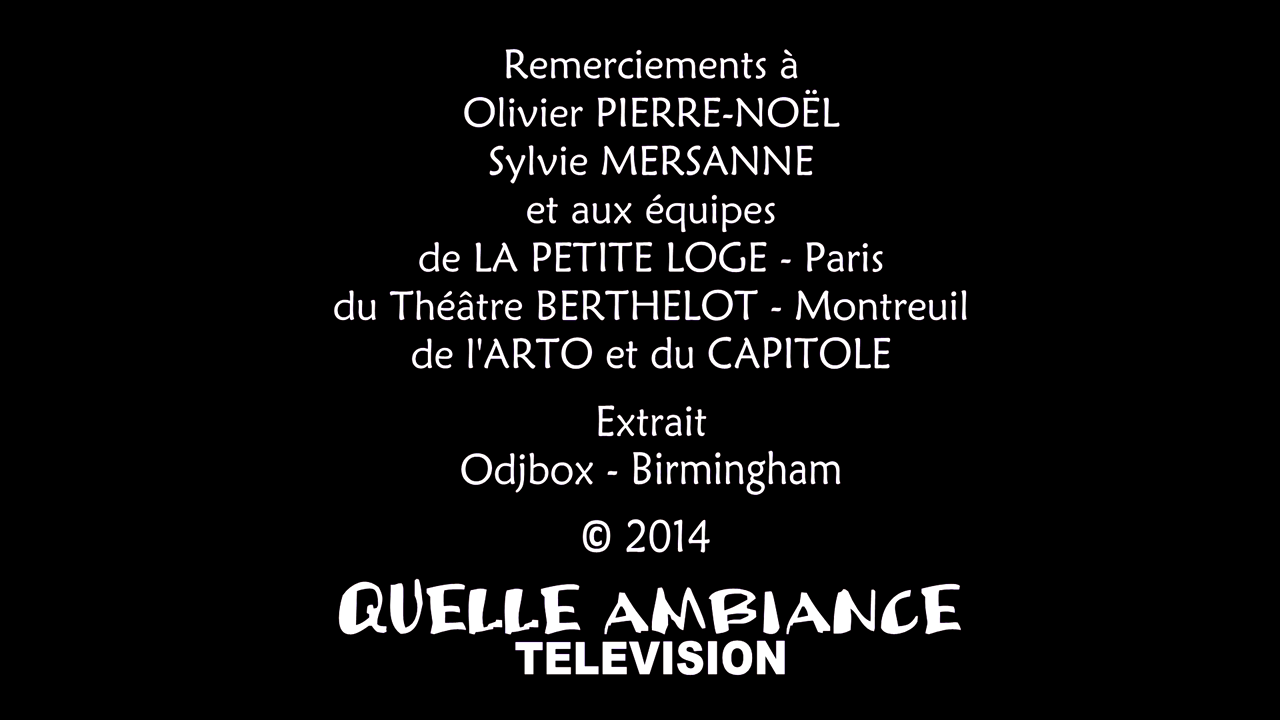 Remerciements à
Olivier PIERRE-NOËL
Sylvie MERSANNE
et aux équipes
de LA PETITE LOGE - Paris
du Théâtre BERTHELOT - Montreuil
de l'ARTO et du CAPITOLE
Extrait
Odjbox - Birmingham
© 2014
QUELLE AMBIANCE
TELEVISION